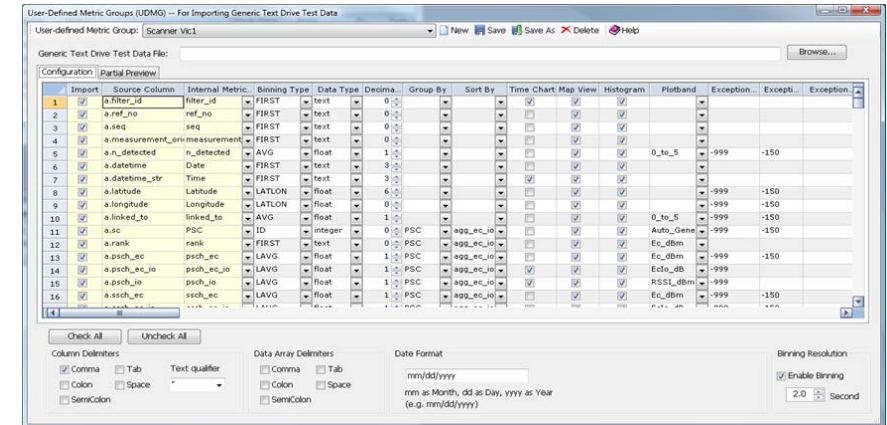 User-Defined Metric Groups (UDMG) -- For Importing Generic Text Drive Test Data
User-defined Metric Group: Scanner Vic1 New Save Save As Delete Help
Generic Text Drive Test Data File: Browse...
Configuration Partial Preview
Import Source Column Internal Metric... Binning Type Data Type Decima... Group By Sort By Time Chart Map View Histogram Plotband Exception... Excepti... Exception...
1 a.filter_id filter_id FIRST text 0
2 a.ref_no ref_no FIRST text 0
3 a.seq seq FIRST text 0
4 a.measurement_ori measurement_ FIRST text 0
5 a.n_detected n_detected AVG float 1 0_to_5 -999 -150
6 a.datetime Date FIRST text 3
7 a.datetime_str Time FIRST text 3
8 a.latitude Latitude LATLON float 6 -999 -150
9 a.longitude Longitude LATLON float 0 -999 -150
10 a.linked_to linked_to AVG float 1 0_to_5 -999 -150
11 a.sc PSC ID integer 0 PSC agg_ec_io Auto_Gene -999 -150
12 a.rank rank FIRST text 0 PSC agg_ec_io Ec_dBm -999
13 a.psch_ec psch_ec LAVG float 1 PSC agg_ec_io Ec_dBm -999 -150
14 a.psch_ec_io psch_ec_io LAVG float 1 PSC agg_ec_io EcIo_dB -999
15 a.psch_io psch_io LAVG float 1 PSC agg_ec_io RSSI_dBm -999
16 a.ssch_ec ssch_ec LAVG float 1 PSC agg_ec_io Ec_dBm -999 -150
Check All Uncheck All
Column Delimiters Data Array Delimiters Date Format Binning Resolution
Comma Tab Text qualifier Comma Tab mm/dd/yyyy Enable Binning
Colon Space " Colon Space mm as Month, dd as Day, yyyy as Year 2.0 Second
SemiColon SemiColon (e.g. mm/dd/yyyy)